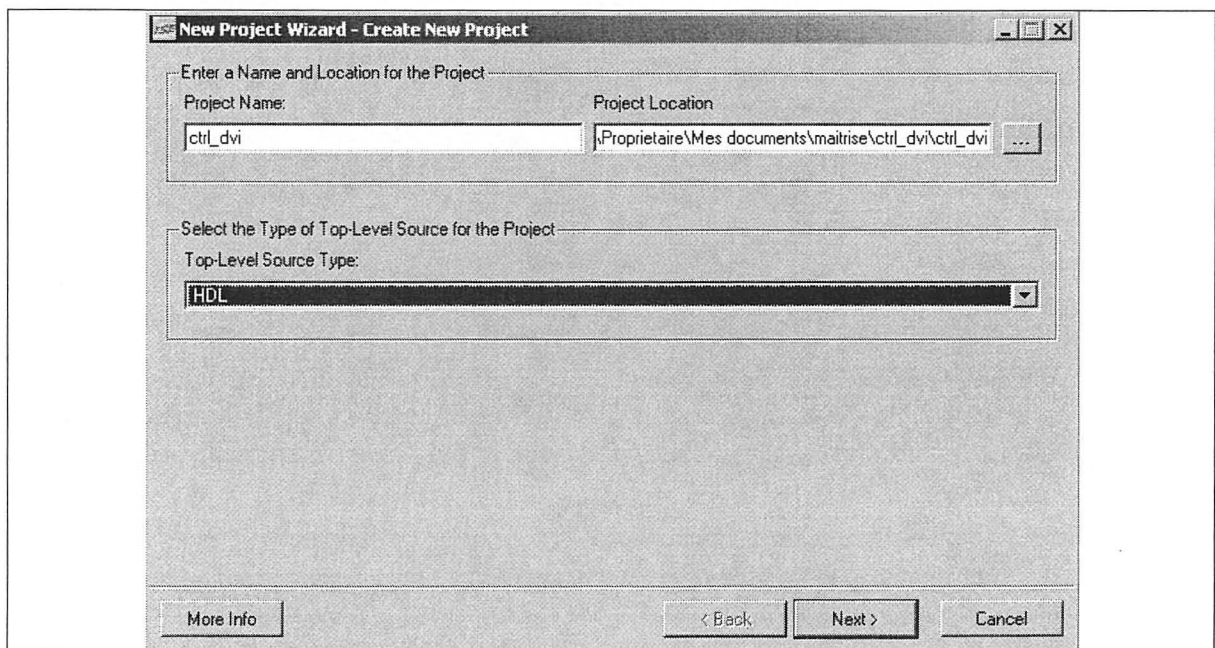 New Project Wizard - Create New Project
Enter a Name and Location for the Project
Project Name:
Project Location
ctrl_dvi
\Proprietaire\Mes documents\maitrise\ctrl_dvi\ctrl_dvi
...
Select the Type of Top-Level Source for the Project
Top-Level Source Type:
HDL
More Info
< Back
Next >
Cancel